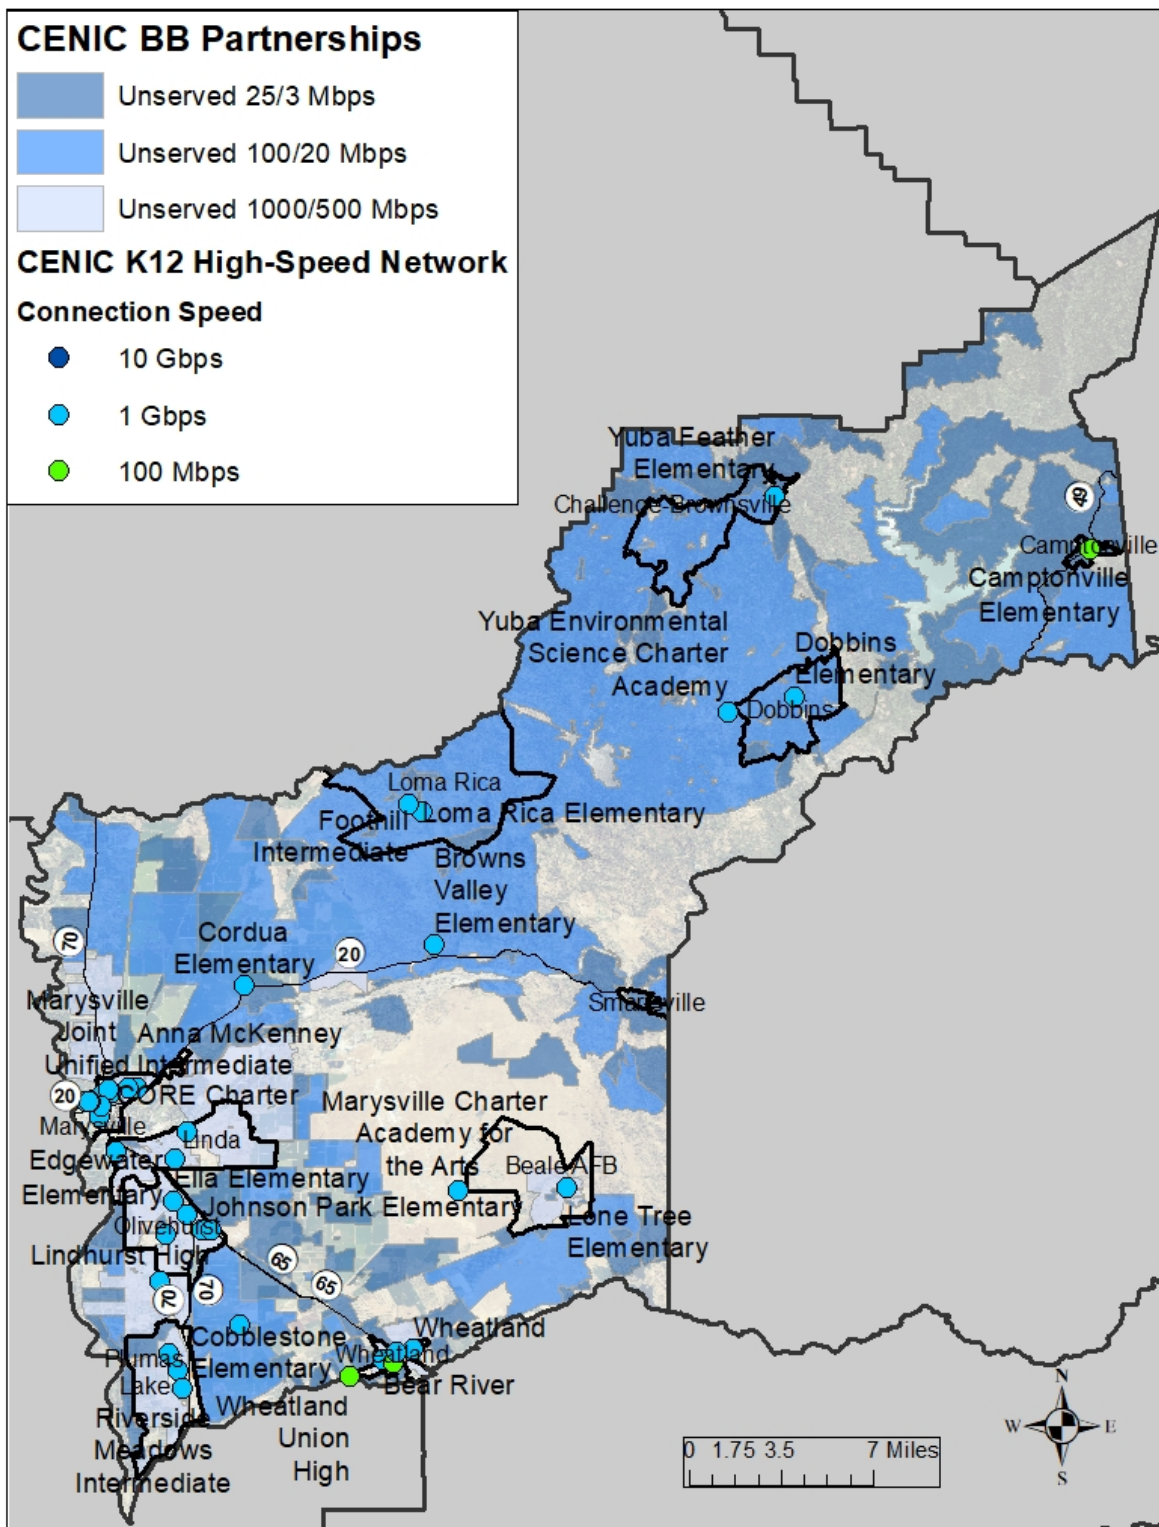 CENIC BB Partnerships
Unserved 25/3 Mbps
Unserved 100/20 Mbps
Unserved 1000/500 Mbps
CENIC K12 High-Speed Network
Connection Speed
10 Gbps
1 Gbps
100 Mbps
Yuba Feather
Elementary
Challenge-Brownsville
49
Camptonville
Camptonville
Elementary
S
Yuba Environmental
Science Charter
Academy
Dobbins
Elementary
Dobbins
Loma Rica
Loma Rica Elementary
Foothill
Intermediate
Browns
Valley
Elementary
70
Cordua
Elementary
20
Smartsville
Marysville
Joint
Unified
Anna McKenney
Intermediate
20
CORE Charter
Marysville
Marysville Charter
Academy for
the Arts
Linda
Beale AFB
Edgewater
Elementary
Ella Elementary
Johnson Park Elementary
Lone Tree
Elementary
Olivehurst
Lindhurst High
65
65
70
70
Cobblestone
Elementary
Wheatland
Wheatland
Bear River
Plumas
Lake
Wheatland
Union
High
Riverside
Meadows
Intermediate
N
W
E
S
0 1.75 3.5 7 Miles